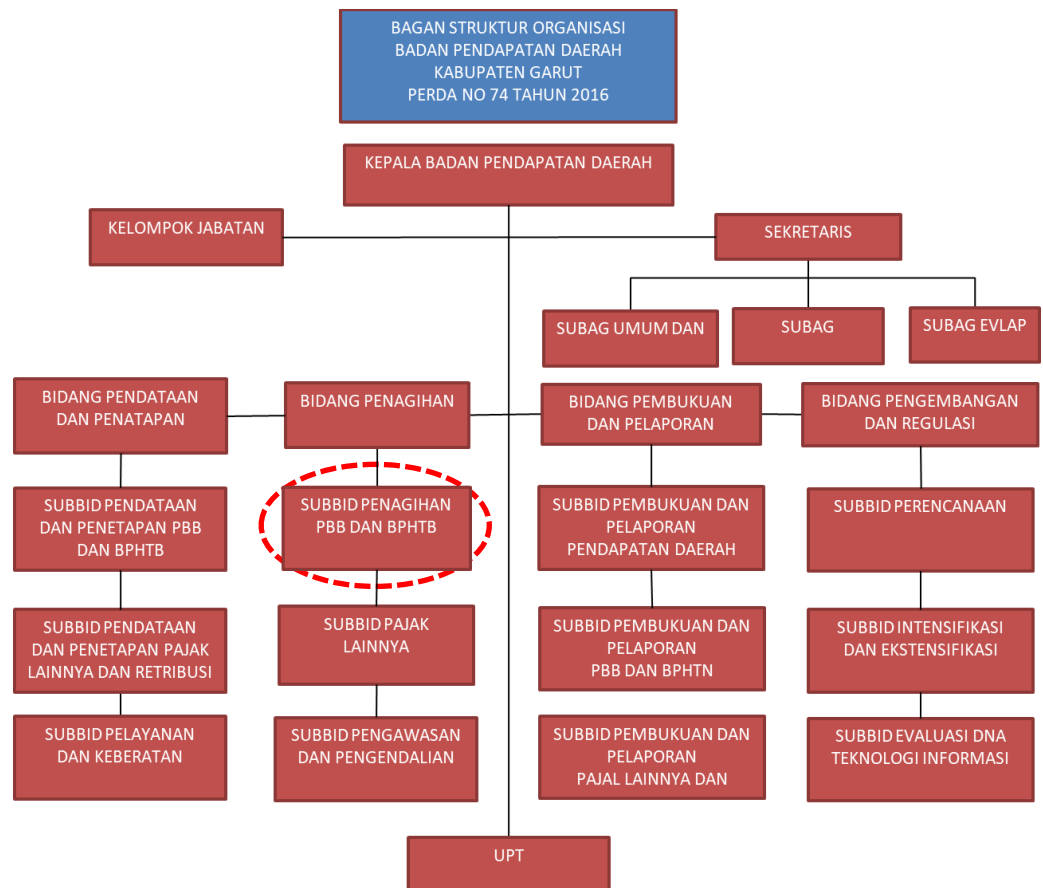 BAGAN STRUKTUR ORGANISASI
BADAN PENDAPATAN DAERAH
KABUPATEN GARUT
PERDA NO 74 TAHUN 2016
KEPALA BADAN PENDAPATAN DAERAH
KELOMPOK JABATAN
SEKRETARIS
SUBAG UMUM DAN
SUBAG
SUBAG EVLAP
BIDANG PENDATAAN
DAN PENATAPAN
BIDANG PENAGIHAN
BIDANG PEMBUKUAN
DAN PELAPORAN
BIDANG PENGEMBANGAN
DAN REGULASI
SUBBID PENDATAAN
DAN PENETAPAN PBB
DAN BPHTB
SUBBID PENAGIHAN
PBB DAN BPHTB
SUBBID PEMBUKUAN DAN
PELAPORAN
PENDAPATAN DAERAH
SUBBID PERENCANAAN
SUBBID PENDATAAN
DAN PENETAPAN PAJAK
LAINNYA DAN RETRIBUSI
SUBBID PAJAK
LAINNYA
SUBBID PEMBUKUAN DAN
PELAPORAN
PBB DAN BPHTN
SUBBID INTENSIFIKASI
DAN EKSTENSIFIKASI
SUBBID PELAYANAN
DAN KEBERATAN
SUBBID PENGAWASAN
DAN PENGENDALIAN
SUBBID PEMBUKUAN DAN
PELAPORAN
PAJAL LAINNYA DAN
SUBBID EVALUASI DNA
TEKNOLOGI INFORMASI
UPT